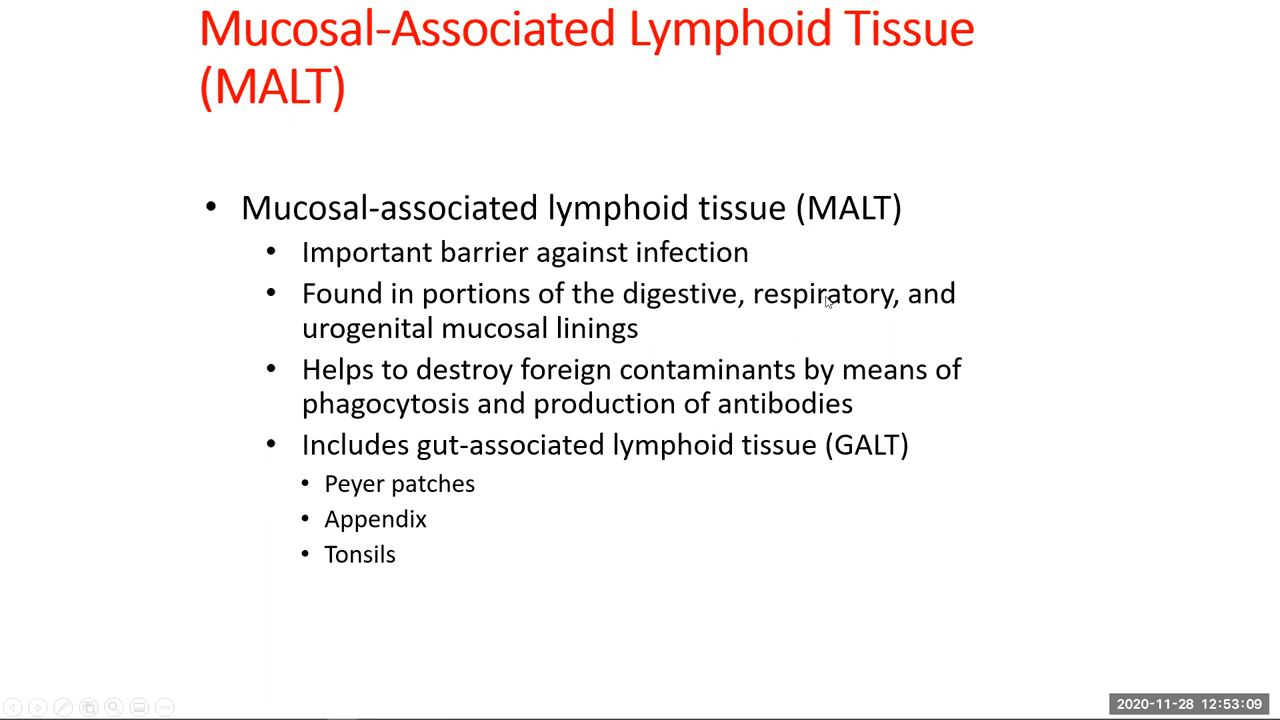 Mucosal-Associated Lymphoid Tissue
(MALT)
• Mucosal-associated lymphoid tissue (MALT)
• Important barrier against infection
• Found in portions of the digestive, respiratory, and
urogenital mucosal linings
• Helps to destroy foreign contaminants by means of
phagocytosis and production of antibodies
• Includes gut-associated lymphoid tissue (GALT)
• Peyer patches
• Appendix
• Tonsils
2020-11-28 12:53:09